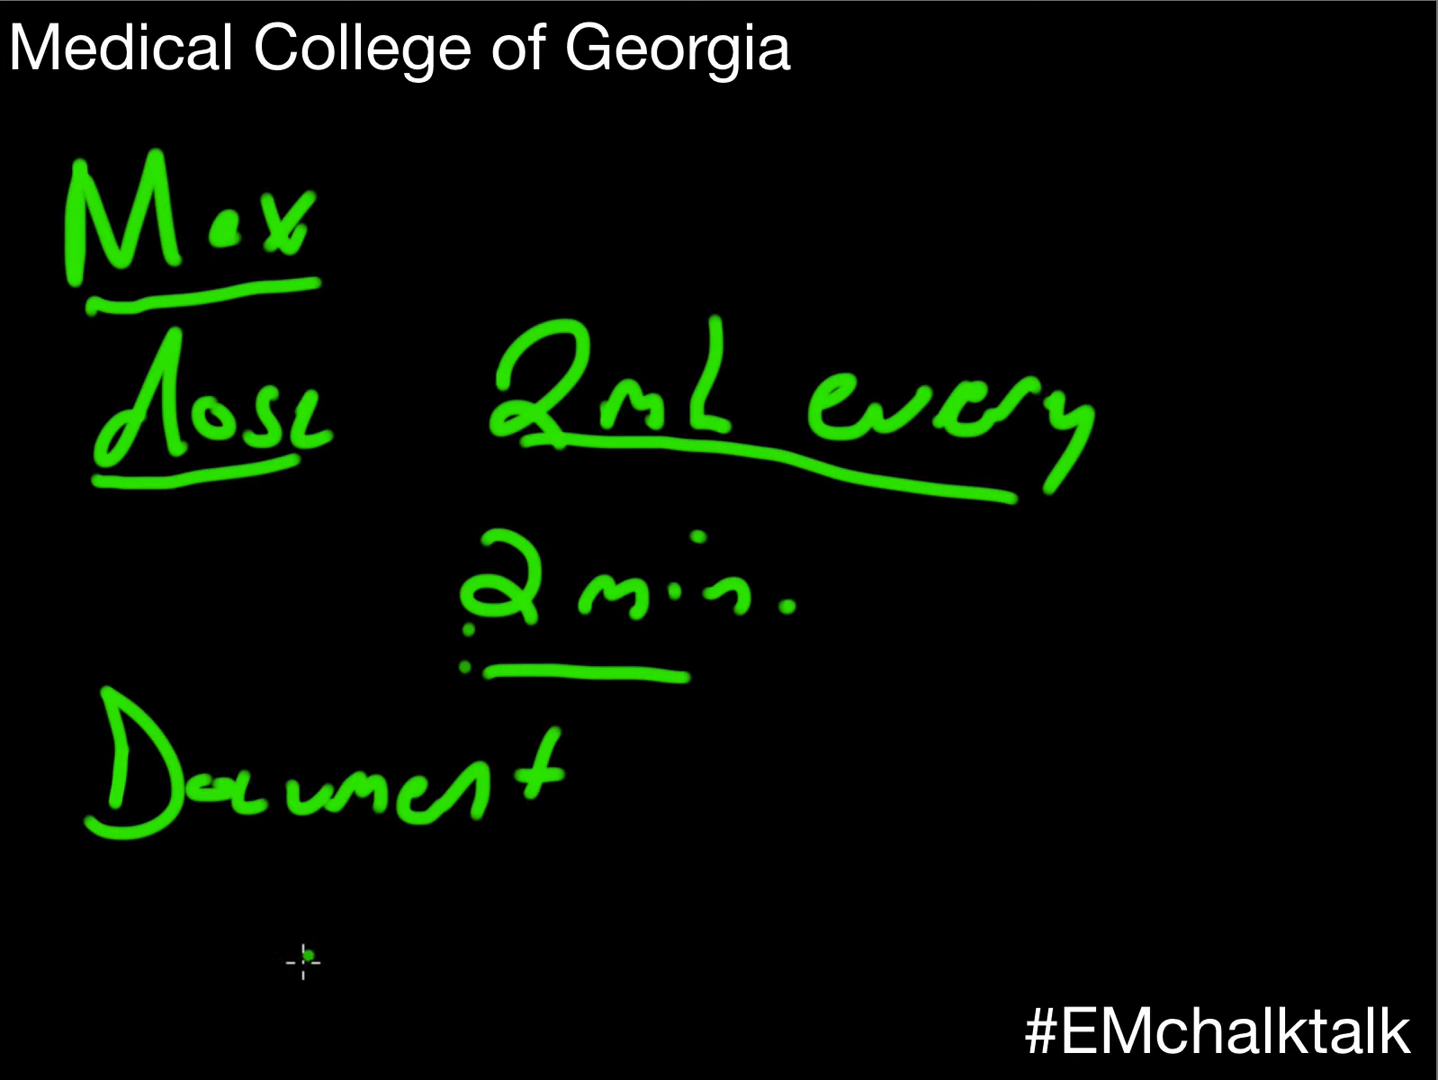 Medical College of Georgia
Max
dose
2mL every
2 min.
Document
#EMchalktalk